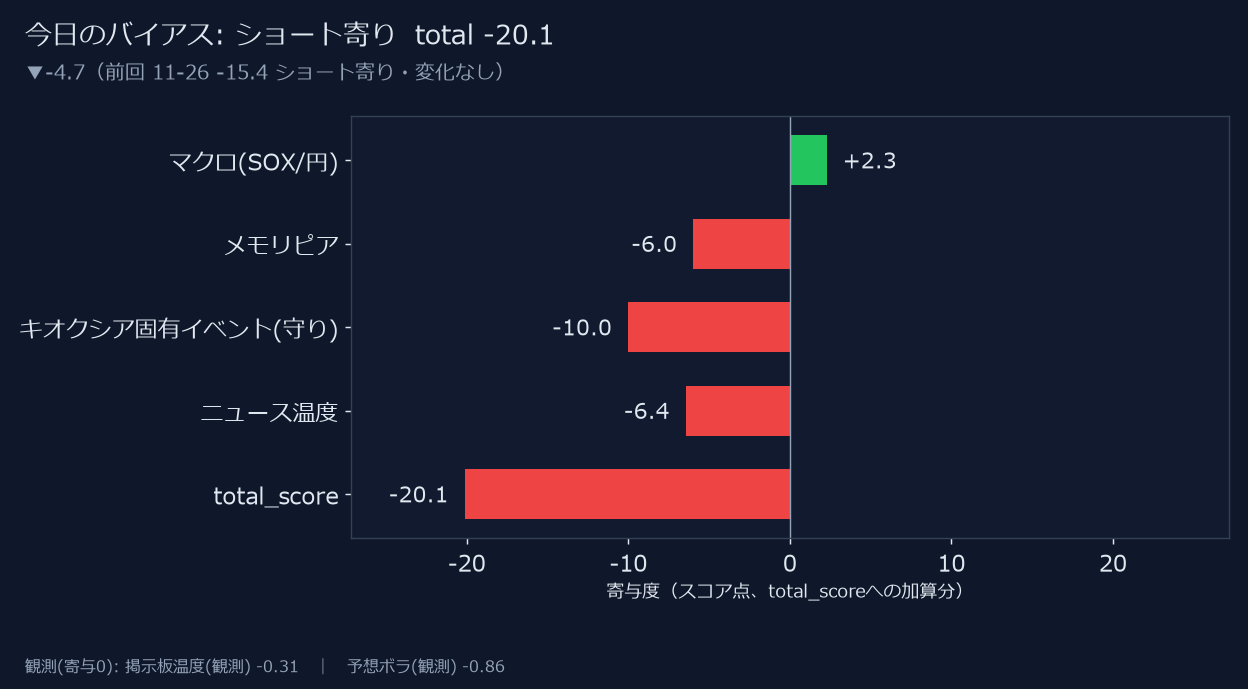 今日のバイアス: ショート寄り  total -20.1
▼-4.7（前回 11-26 -15.4 ショート寄り・変化なし）
マクロ(SOX/円)
+2.3
メモリピア
-6.0
キオクシア固有イベント(守り)
-10.0
ニュース温度
-6.4
total_score
-20.1
-20 -10 0 10 20
寄与度（スコア点、total_scoreへの加算分）
観測(寄与0): 掲示板温度(観測) -0.31 ｜ 予想ボラ(観測) -0.86